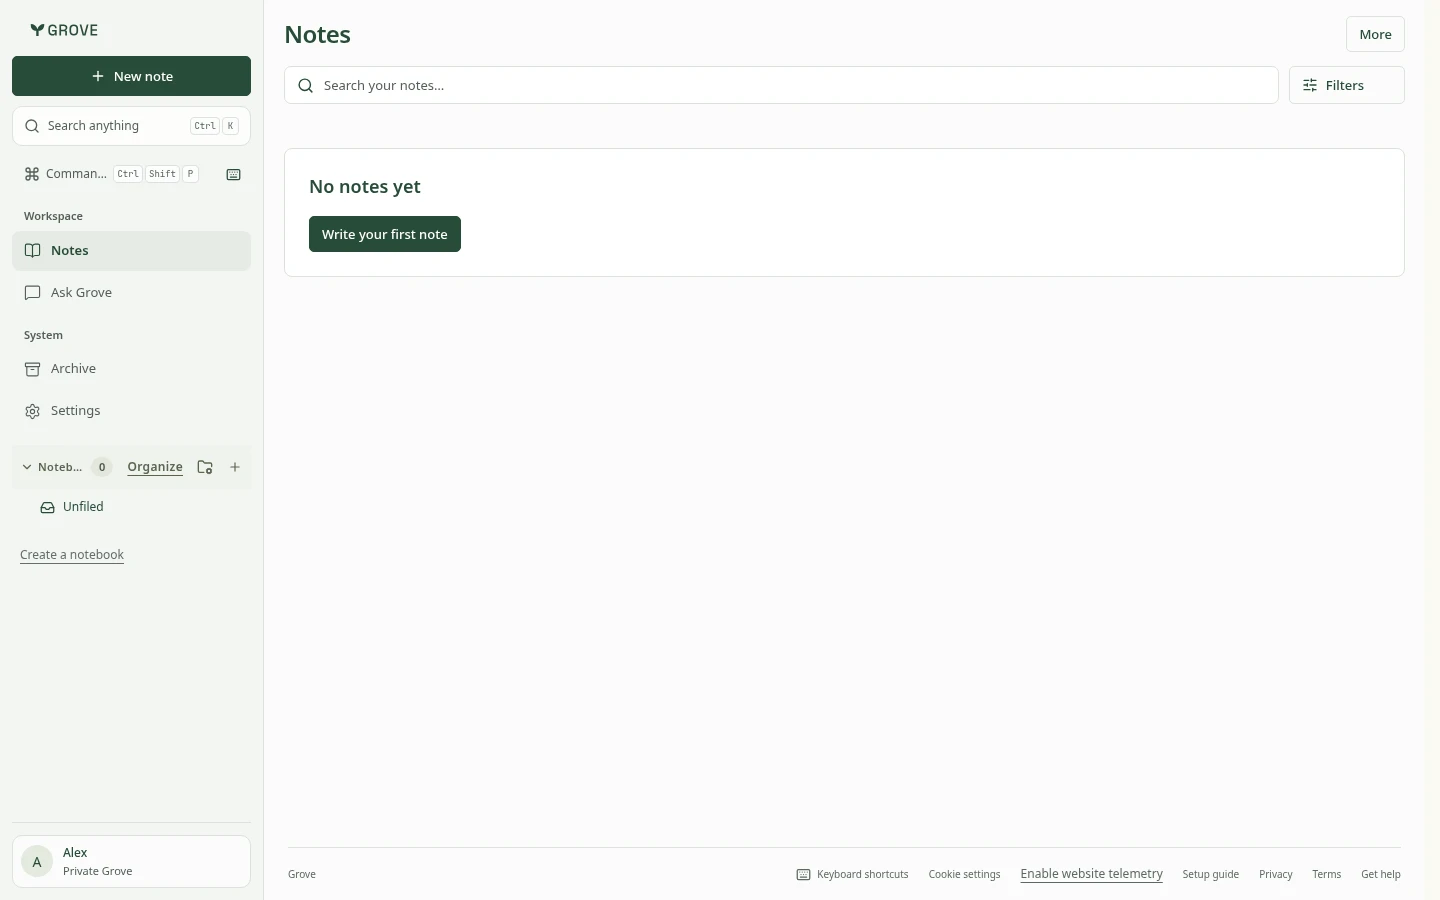 GROVE
New note
Search anything Ctrl K
Comman... Ctrl Shift P
Workspace
Notes
Ask Grove
System
Archive
Settings
Noteb... 0 Organize
Unfiled
Create a notebook
A
Alex
Private Grove
Notes
More
Search your notes...
Filters
No notes yet
Write your first note
Grove
Keyboard shortcuts Cookie settings Enable website telemetry Setup guide Privacy Terms Get help